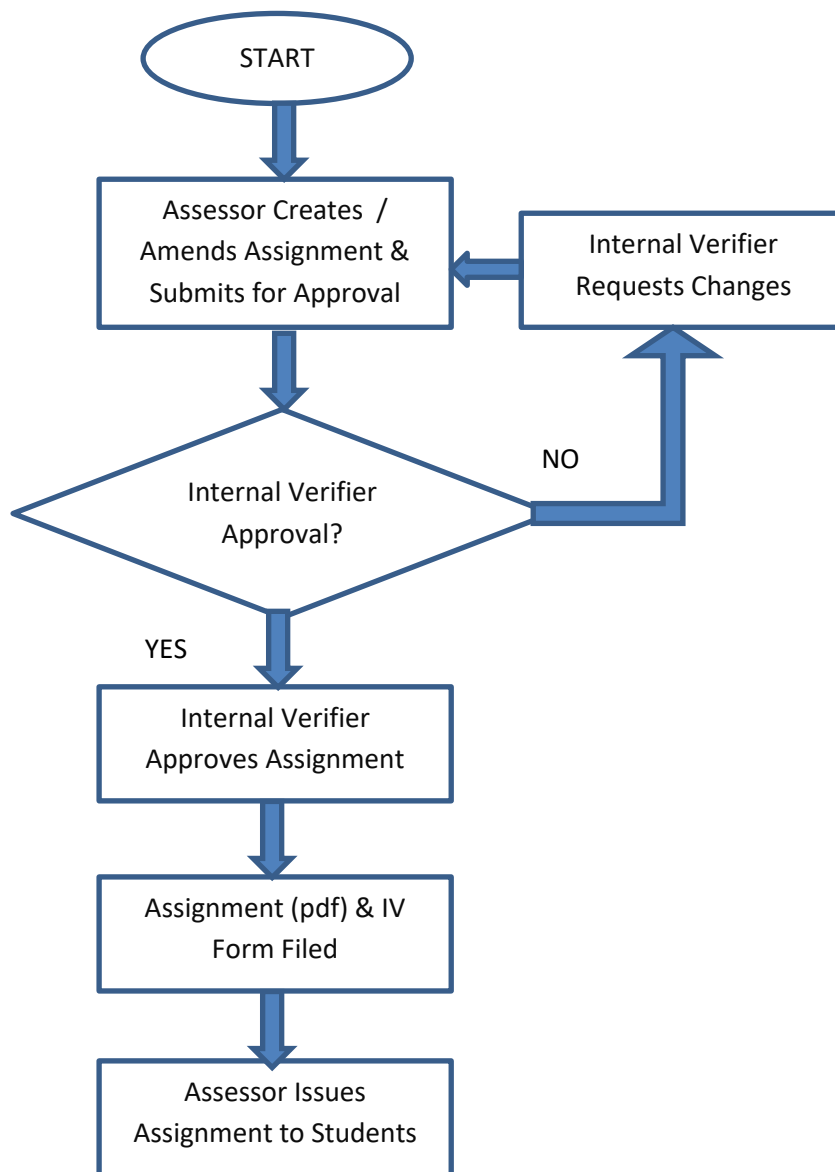 START
Assessor Creates /
Amends Assignment &
Submits for Approval
Internal Verifier
Requests Changes
Internal Verifier
Approval?
NO
YES
Internal Verifier
Approves Assignment
Assignment (pdf) & IV
Form Filed
Assessor Issues
Assignment to Students